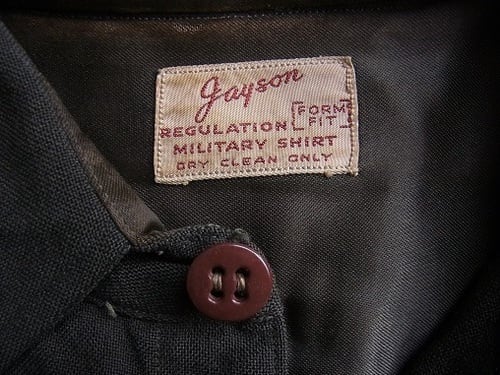 Jayson
REGULATION [FORM FIT]
MILITARY SHIRT
DRY CLEAN ONLY